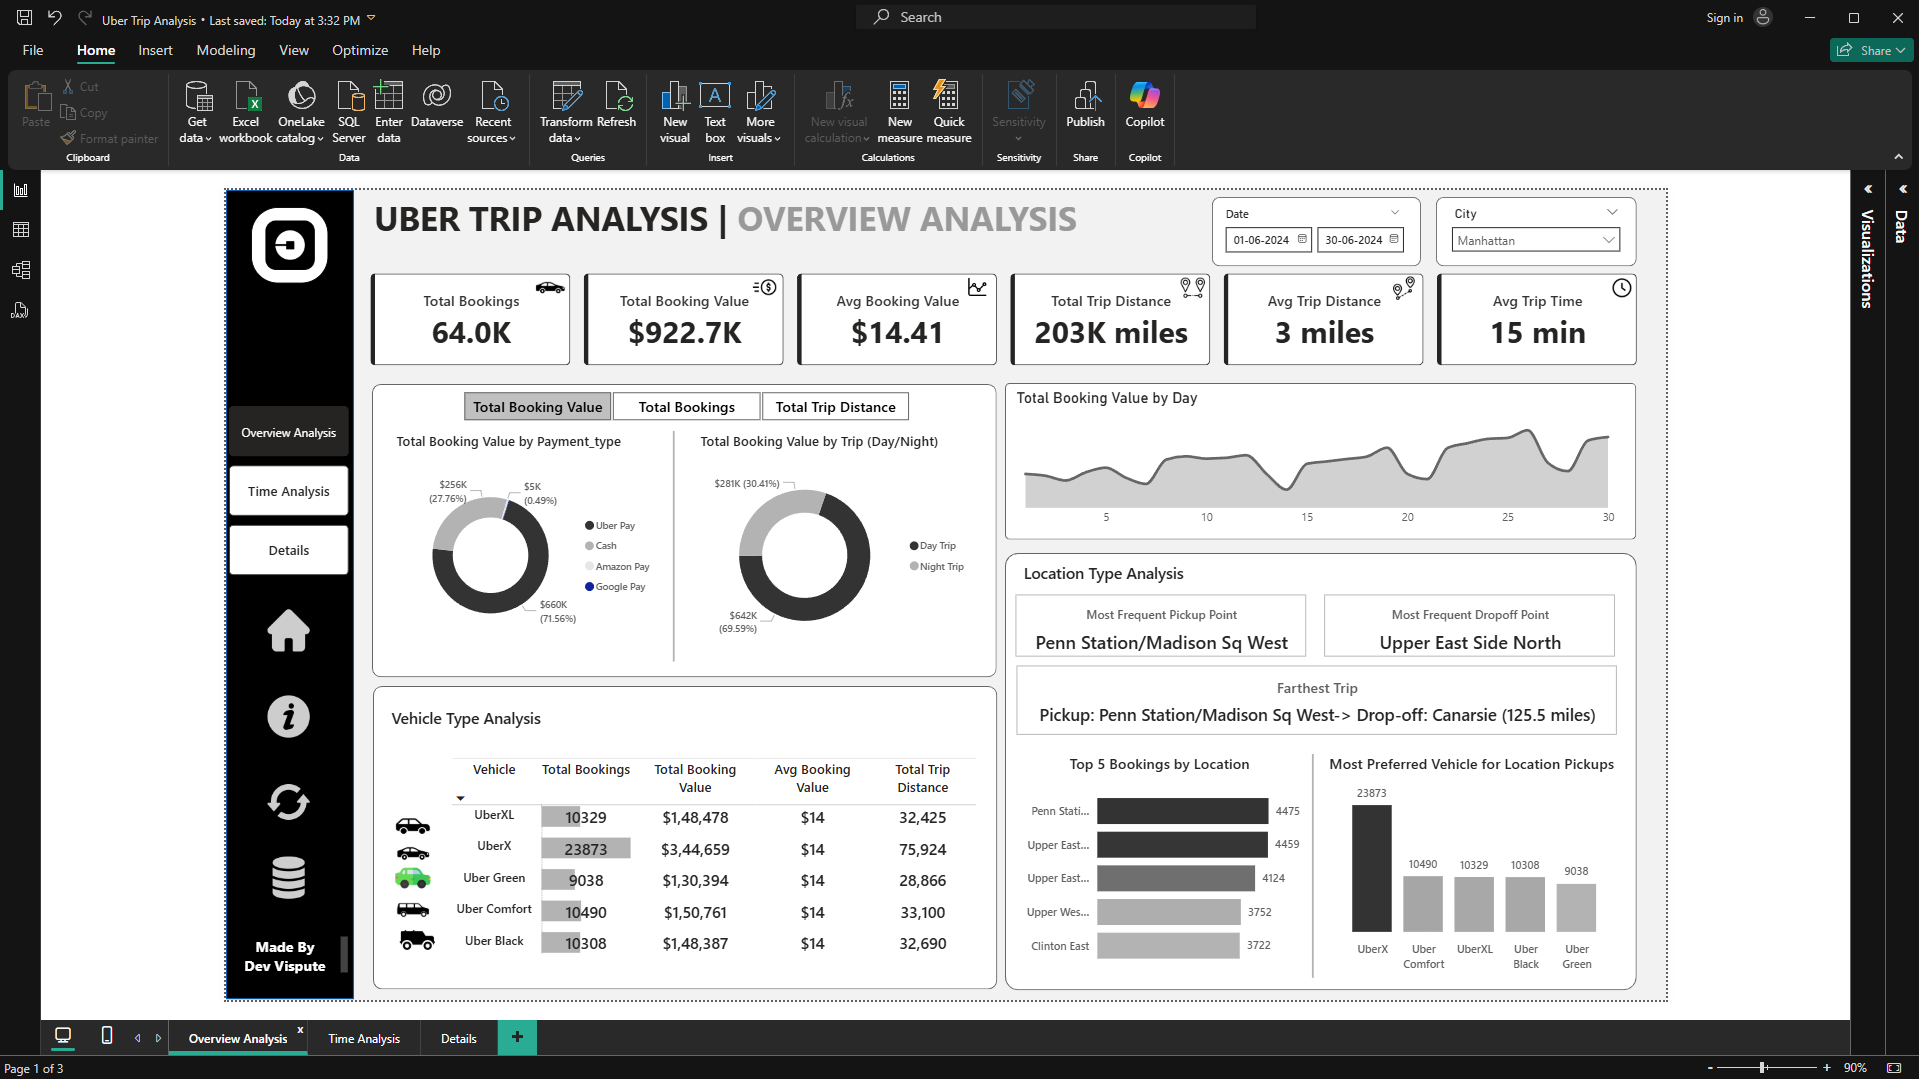 Uber Trip Analysis • Last saved: Today at 3:32 PM
Search
Sign in
File
Home
Insert
Modeling
View
Optimize
Help
Share
Paste
Cut
Copy
Format painter
Clipboard
Get data
Excel workbook
OneLake catalog
SQL Server
Enter data
Dataverse
Recent sources
Data
Transform data
Refresh
Queries
New visual
Text box
More visuals
Insert
New visual calculation
New measure
Quick measure
Calculations
Sensitivity
Sensitivity
Publish
Share
Copilot
Copilot
UBER TRIP ANALYSIS | OVERVIEW ANALYSIS
Date
01-06-2024
30-06-2024
City
Manhattan
Total Bookings
64.0K
Total Booking Value
$922.7K
Avg Booking Value
$14.41
Total Trip Distance
203K miles
Avg Trip Distance
3 miles
Avg Trip Time
15 min
Overview Analysis
Time Analysis
Details
Made By
Dev Vispute
Total Booking Value
Total Bookings
Total Trip Distance
Total Booking Value by Payment_type
$256K
(27.76%)
$5K
(0.49%)
$660K
(71.56%)
Uber Pay
Cash
Amazon Pay
Google Pay
Total Booking Value by Trip (Day/Night)
$281K (30.41%)
$642K
(69.59%)
Day Trip
Night Trip
Total Booking Value by Day
5 10 15 20 25 30
Vehicle Type Analysis
Vehicle Total Bookings Total Booking Value Avg Booking Value Total Trip Distance
UberXL 10329 $1,48,478 $14 32,425
UberX 23873 $3,44,659 $14 75,924
Uber Green 9038 $1,30,394 $14 28,866
Uber Comfort 10490 $1,50,761 $14 33,100
Uber Black 10308 $1,48,387 $14 32,690
Location Type Analysis
Most Frequent Pickup Point
Penn Station/Madison Sq West
Most Frequent Dropoff Point
Upper East Side North
Farthest Trip
Pickup: Penn Station/Madison Sq West-> Drop-off: Canarsie (125.5 miles)
Top 5 Bookings by Location
Penn Stati... 4475
Upper East... 4459
Upper East... 4124
Upper Wes... 3752
Clinton East 3722
Most Preferred Vehicle for Location Pickups
23873
10490
10329
10308
9038
UberX
Uber Comfort
UberXL
Uber Black
Uber Green
Visualizations
Data
DAX
Overview Analysis x
Time Analysis
Details
+
Page 1 of 3
- + 90%